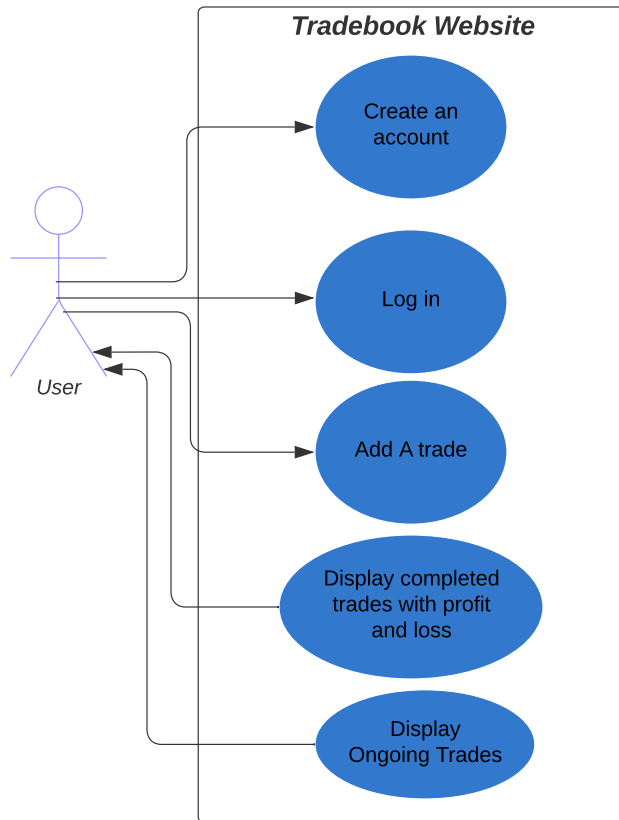 Tradebook Website
Create an
account
Log in
Add A trade
User
Display completed
trades with profit
and loss
Display
Ongoing Trades